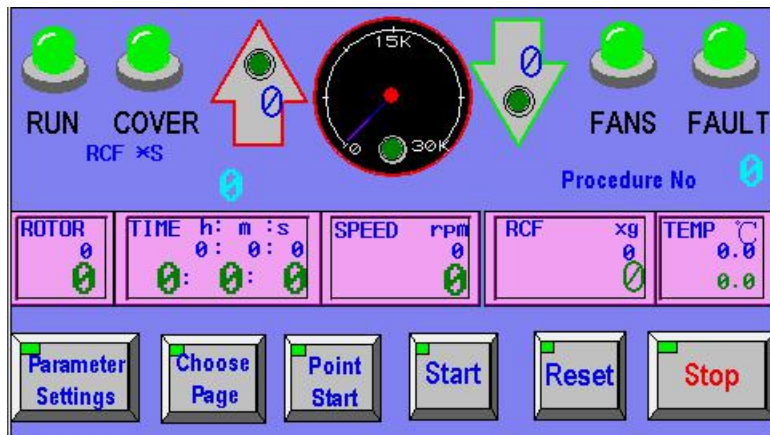 15K
0
0
0 30K
RUN COVER FANS FAULT
RCF *S
0
Procedure No 0
ROTOR TIME h: m :s SPEED rpm RCF xg TEMP ℃
0 0: 0: 0 0 0 0.0
0 0: 0: 0 0 0 0.0
Parameter Settings
Choose Page
Point Start
Start
Reset
Stop